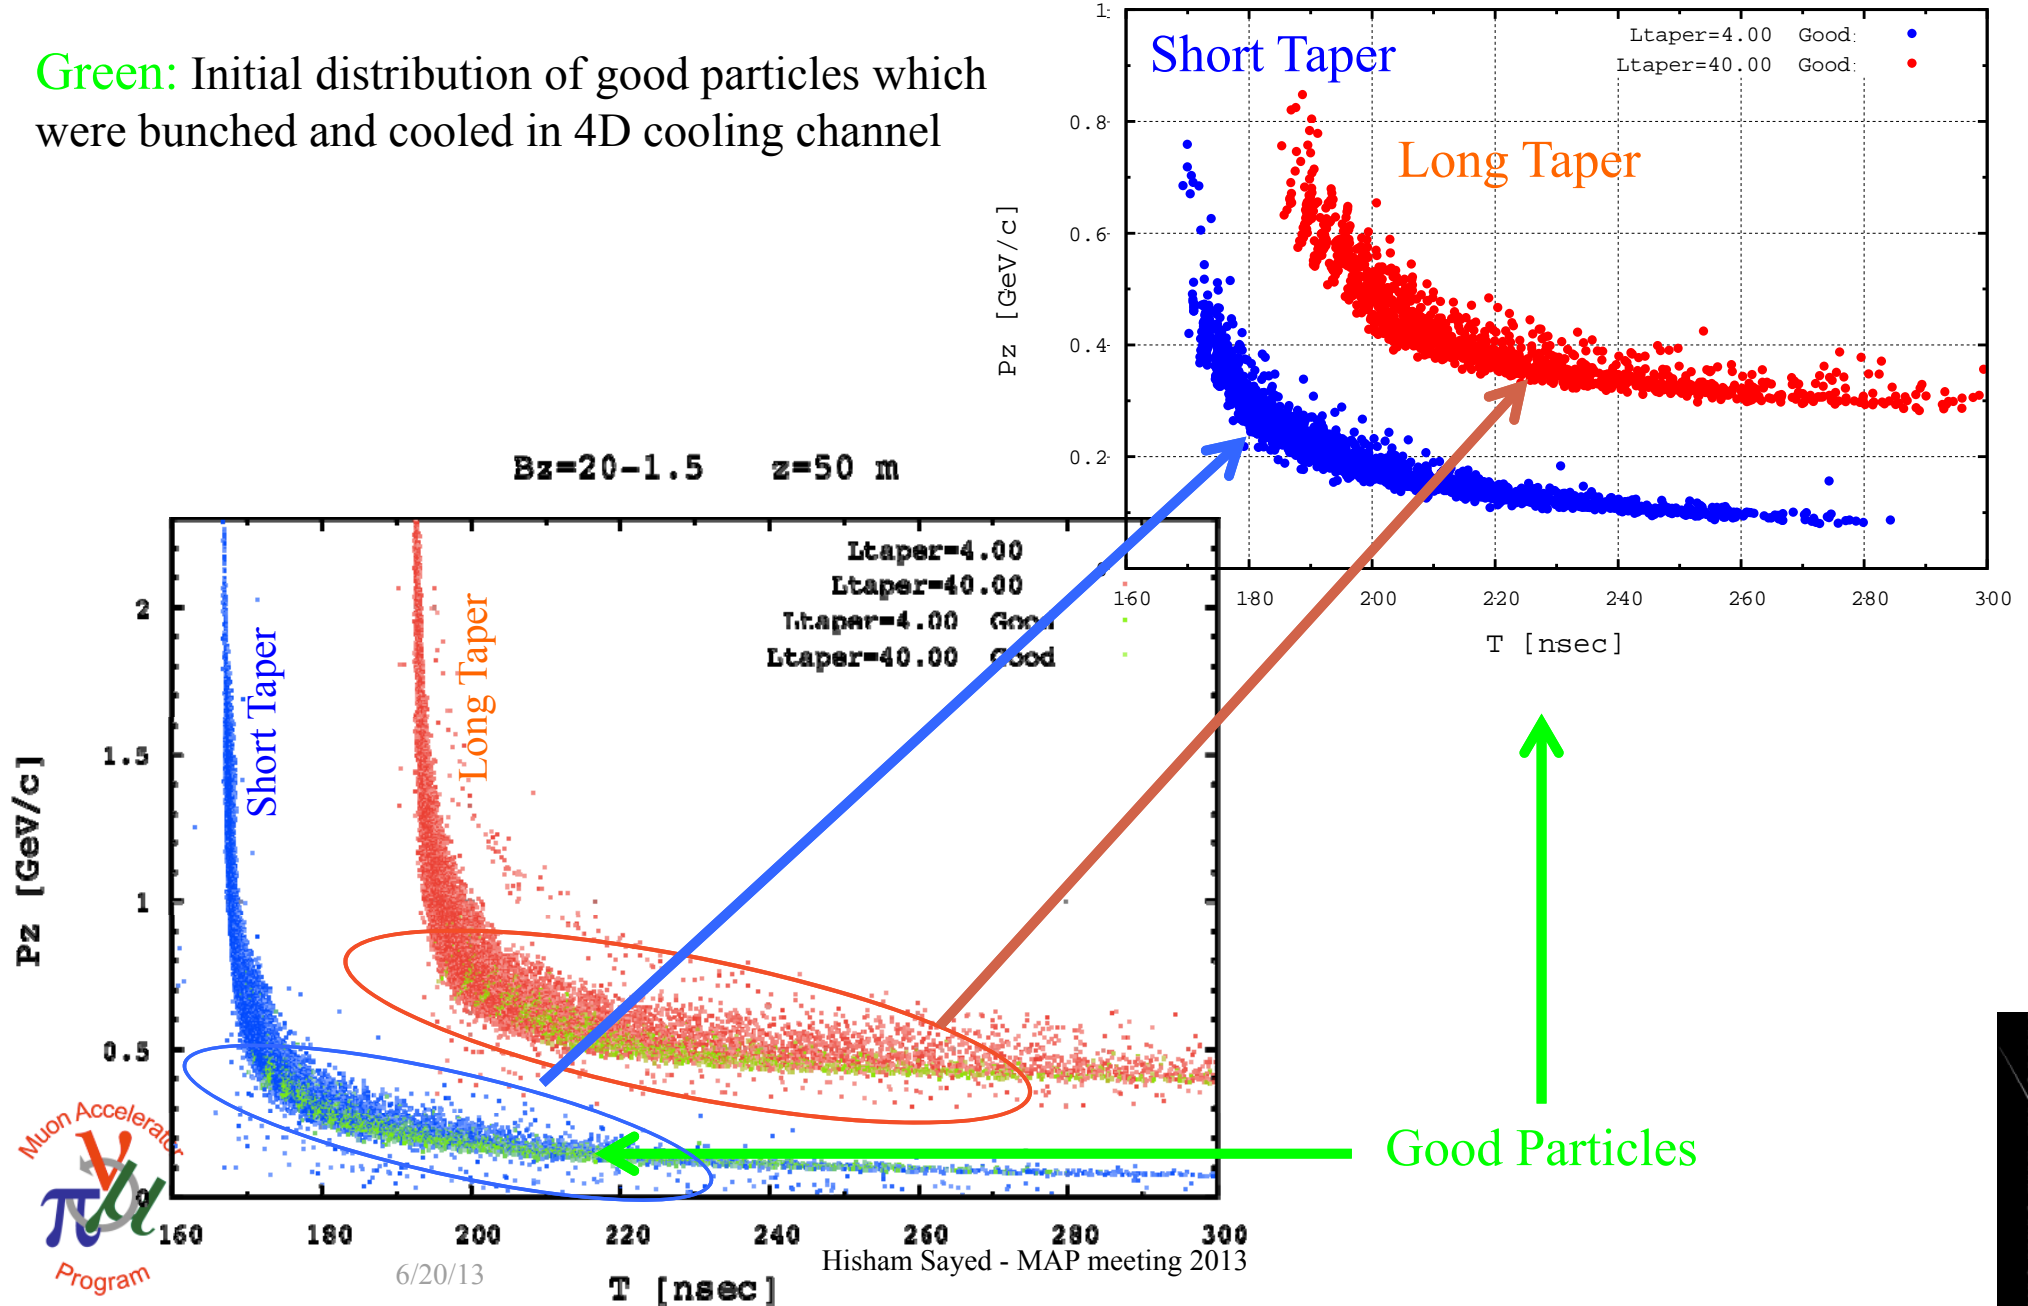 Green: Initial distribution of good particles which
were bunched and cooled in 4D cooling channel
1
0.8
0.6
0.4
0.2
Pz [GeV/c]
Short Taper
Long Taper
Ltaper=4.00 Good
Ltaper=40.00 Good
160 180 200 220 240 260 280 300
T [nsec]
Bz=20-1.5 z=50 m
Ltaper=4.00
Ltaper=40.00
Ltaper=4.00 Good
Ltaper=40.00 Good
Short Taper
Long Taper
2
1.5
1
0.5
0
Pz [GeV/c]
160 180 200 220 240 260 280 300
T [nsec]
Good Particles
Muon Accelerator
πνμ
Program
6/20/13
Hisham Sayed - MAP meeting 2013